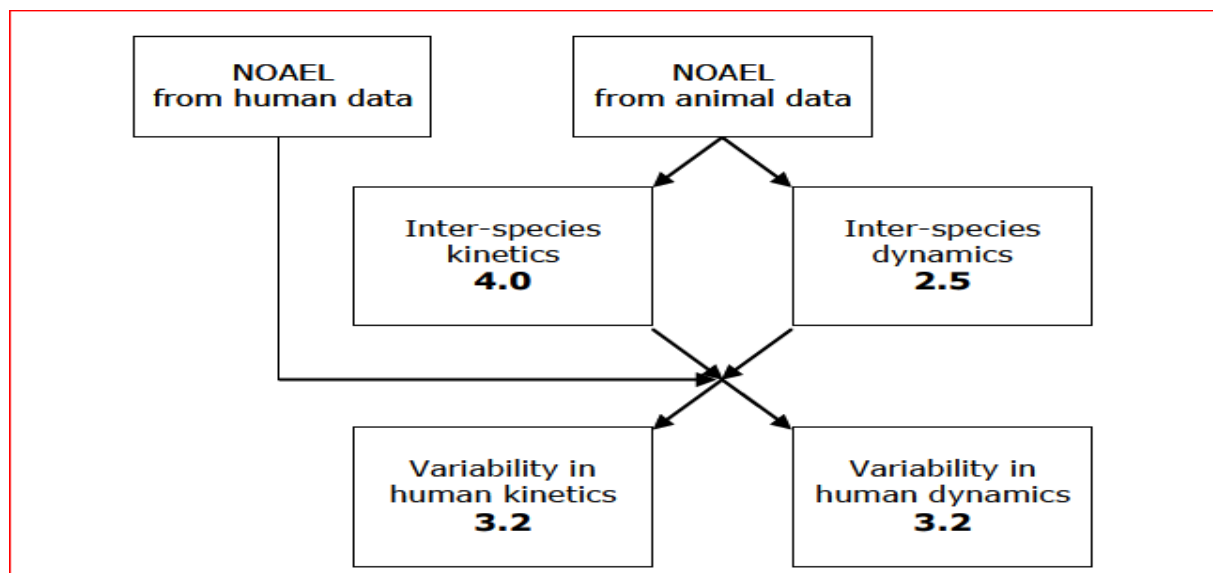 NOAEL
from human data
NOAEL
from animal data
Inter-species
kinetics
4.0
Inter-species
dynamics
2.5
Variability in
human kinetics
3.2
Variability in
human dynamics
3.2